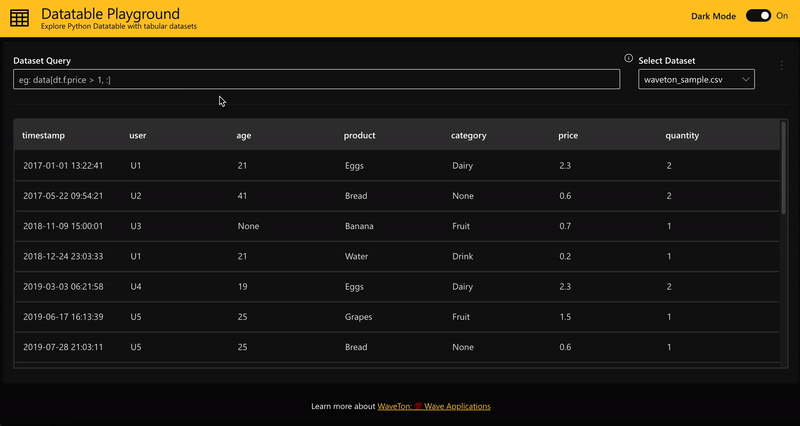 Datatable Playground
Explore Python Datatable with tabular datasets
Dark Mode On
Dataset Query
eg: data[dt.f.price > 1, :]
Select Dataset
waveton_sample.csv
timestamp user age product category price quantity
2017-01-01 13:22:41 U1 21 Eggs Dairy 2.3 2
2017-05-22 09:54:21 U2 41 Bread None 0.6 2
2018-11-09 15:00:01 U3 None Banana Fruit 0.7 1
2018-12-24 23:03:33 U1 21 Water Drink 0.2 1
2019-03-03 06:21:58 U4 19 Eggs Dairy 2.3 2
2019-06-17 16:13:39 U5 25 Grapes Fruit 1.5 1
2019-07-28 21:03:11 U5 25 Bread None 0.6 1
Learn more about WaveTon: Wave Applications